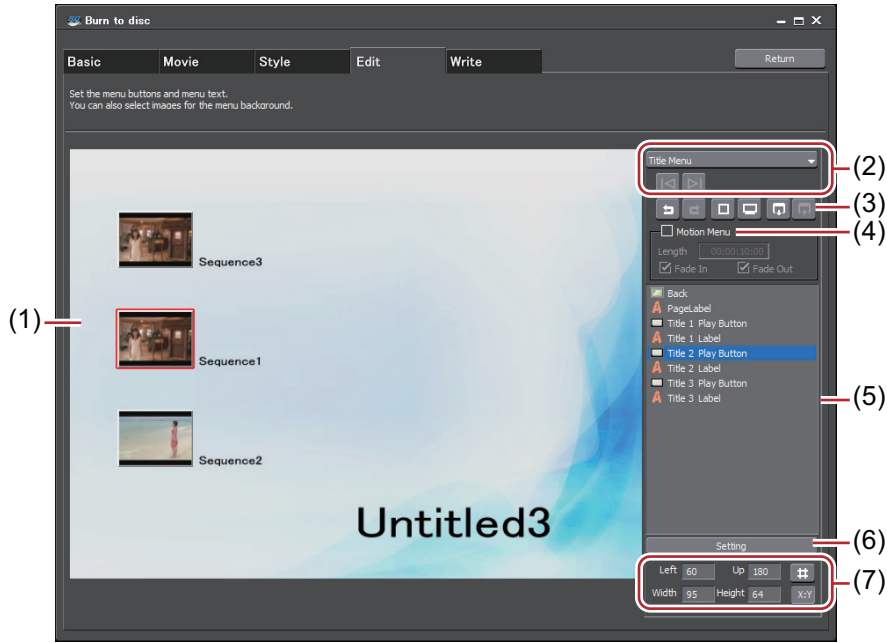 Burn to disc
Basic Movie Style Edit Write Return
Set the menu buttons and menu text.
You can also select images for the menu background.
Title Menu
(2)
(3)
Motion Menu
(4)
Length 00:00:10:00
Fade In Fade Out
Sequence3
Back
PageLabel
Title 1 Play Button
Title 1 Label
Title 2 Play Button
Title 2 Label
Title 3 Play Button
Title 3 Label
(1)
Sequence1
(5)
Sequence2
Untitled3
Setting
(6)
Left 60 Up 180
(7)
Width 95 Height 64 X:Y